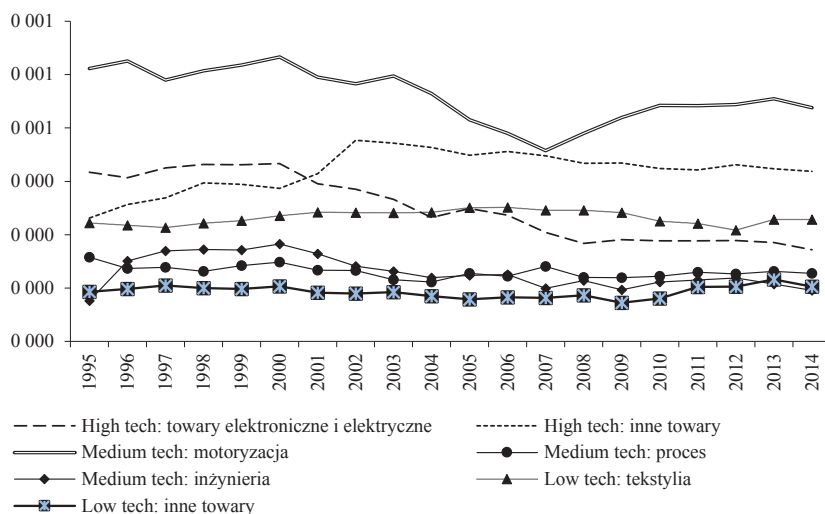 0 001
0 001
0 001
0 000
0 000
0 000
0 000
1995 1996 1997 1998 1999 2000 2001 2002 2003 2004 2005 2006 2007 2008 2009 2010 2011 2012 2013 2014
High tech: towary elektroniczne i elektryczne High tech: inne towary
Medium tech: motoryzacja Medium tech: proces
Medium tech: inżynieria Low tech: tekstylia
Low tech: inne towary